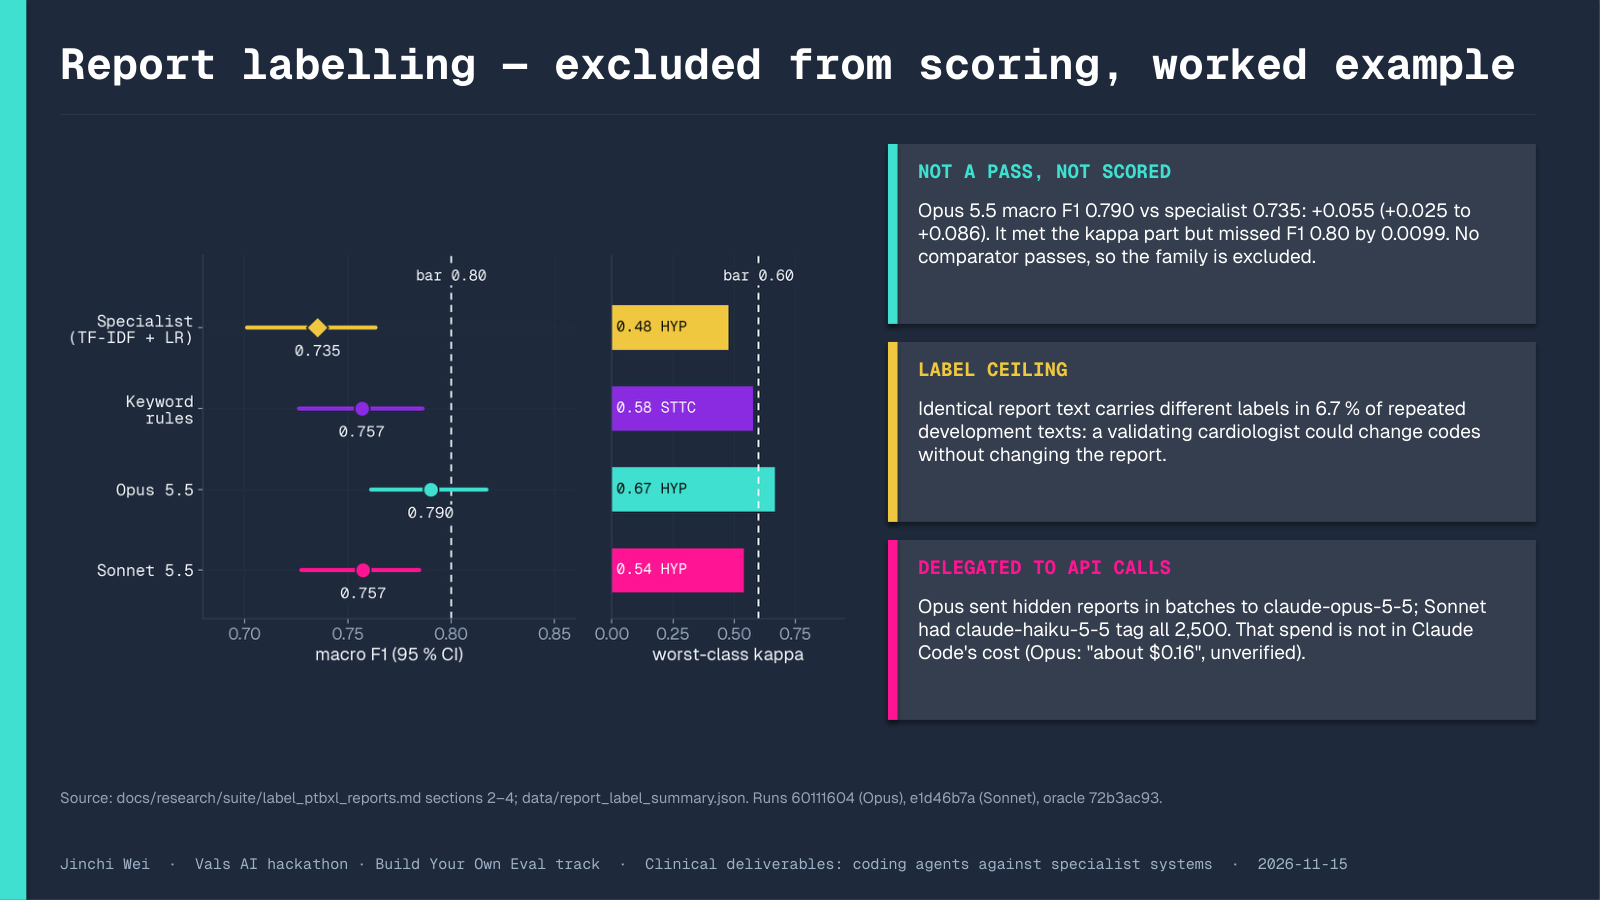 Report labelling — excluded from scoring, worked example
bar 0.80
bar 0.60
Specialist
(TF-IDF + LR)
0.735
0.48 HYP
Keyword
rules
0.757
0.58 STTC
Opus 5.5
0.790
0.67 HYP
Sonnet 5.5
0.757
0.54 HYP
0.70 0.75 0.80 0.85
macro F1 (95 % CI)
0.00 0.25 0.50 0.75
worst-class kappa
NOT A PASS, NOT SCORED
Opus 5.5 macro F1 0.790 vs specialist 0.735: +0.055 (+0.025 to
+0.086). It met the kappa part but missed F1 0.80 by 0.0099. No
comparator passes, so the family is excluded.
LABEL CEILING
Identical report text carries different labels in 6.7 % of repeated
development texts: a validating cardiologist could change codes
without changing the report.
DELEGATED TO API CALLS
Opus sent hidden reports in batches to claude-opus-5-5; Sonnet
had claude-haiku-5-5 tag all 2,500. That spend is not in Claude
Code's cost (Opus: "about $0.16", unverified).
Source: docs/research/suite/label_ptbxl_reports.md sections 2–4; data/report_label_summary.json. Runs 60111604 (Opus), e1d46b7a (Sonnet), oracle 72b3ac93.
Jinchi Wei · Vals AI hackathon · Build Your Own Eval track · Clinical deliverables: coding agents against specialist systems · 2026-11-15